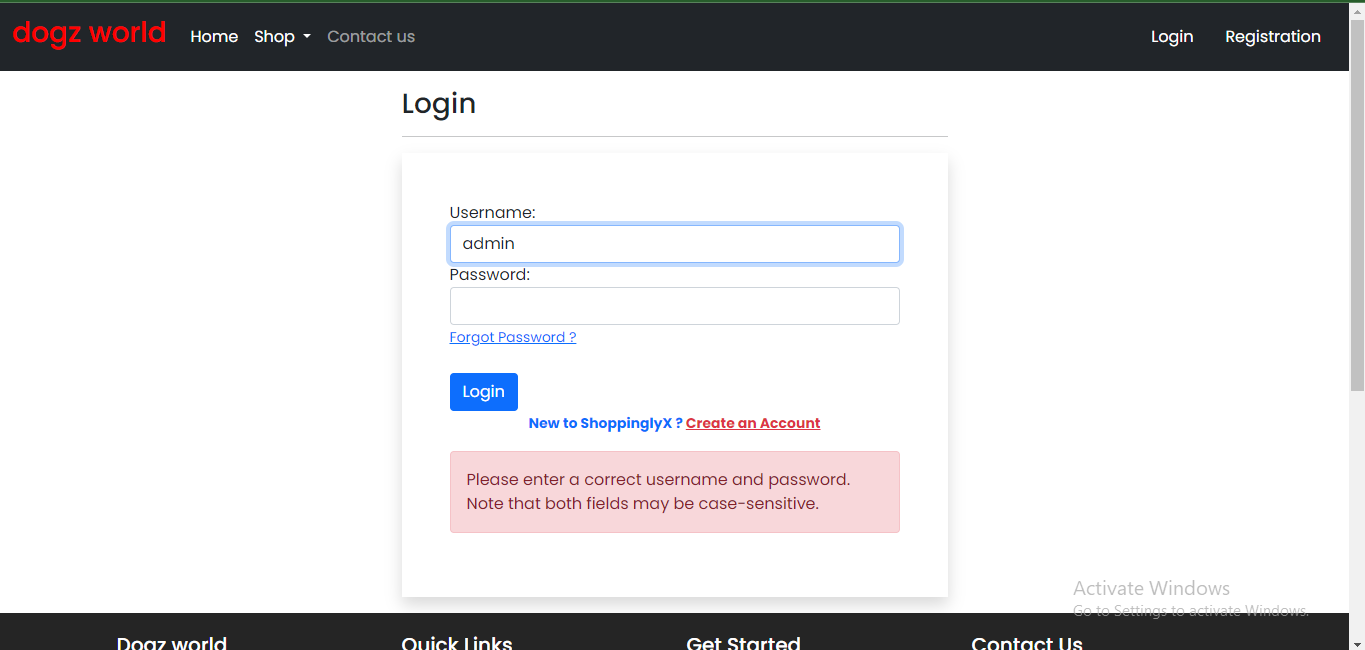 dogz world Home Shop Contact us Login Registration
Login
Username:
admin
Password:
Forgot Password ?
Login
New to ShoppinglyX ? Create an Account
Please enter a correct username and password.
Note that both fields may be case-sensitive.
Activate Windows
Go to Settings to activate Windows.
Dogz world Quick Links Get Started Contact Us